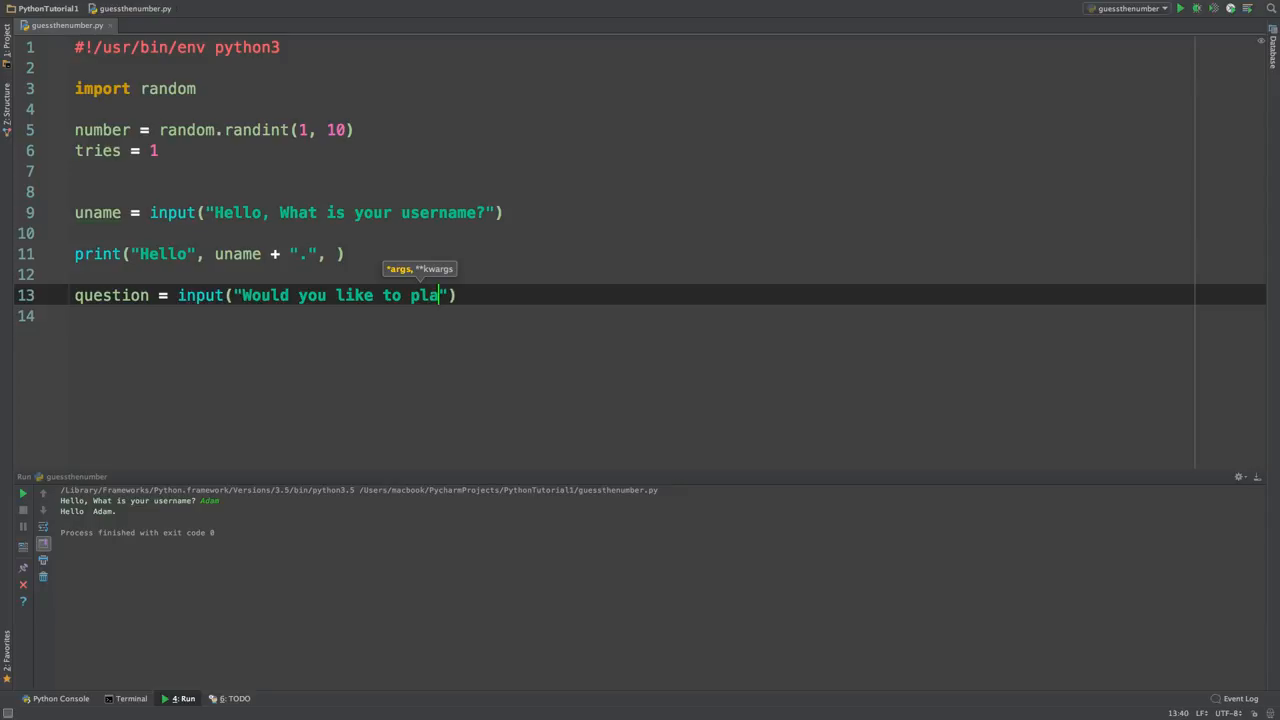 PythonTutorial1 guessthenumber.py guessthenumber
guessthenumber.py
1 #!/usr/bin/env python3
2
3 import random
4
5 number = random.randint(1, 10)
6 tries = 1
7
8
9 uname = input("Hello, What is your username?")
10
11 print("Hello", uname + ".", )
*args, **kwargs
12
13 question = input("Would you like to pla")
14
1: Project
Z: Structure
2: Favorites
Database
Run guessthenumber
/Library/Frameworks/Python.framework/Versions/3.5/bin/python3.5 /Users/macbook/PycharmProjects/PythonTutorial1/guessthenumber.py
Hello, What is your username? Adam
Hello  Adam.
Process finished with exit code 0
Python Console Terminal 4: Run 6: TODO Event Log
13:40 LF÷ UTF-8÷